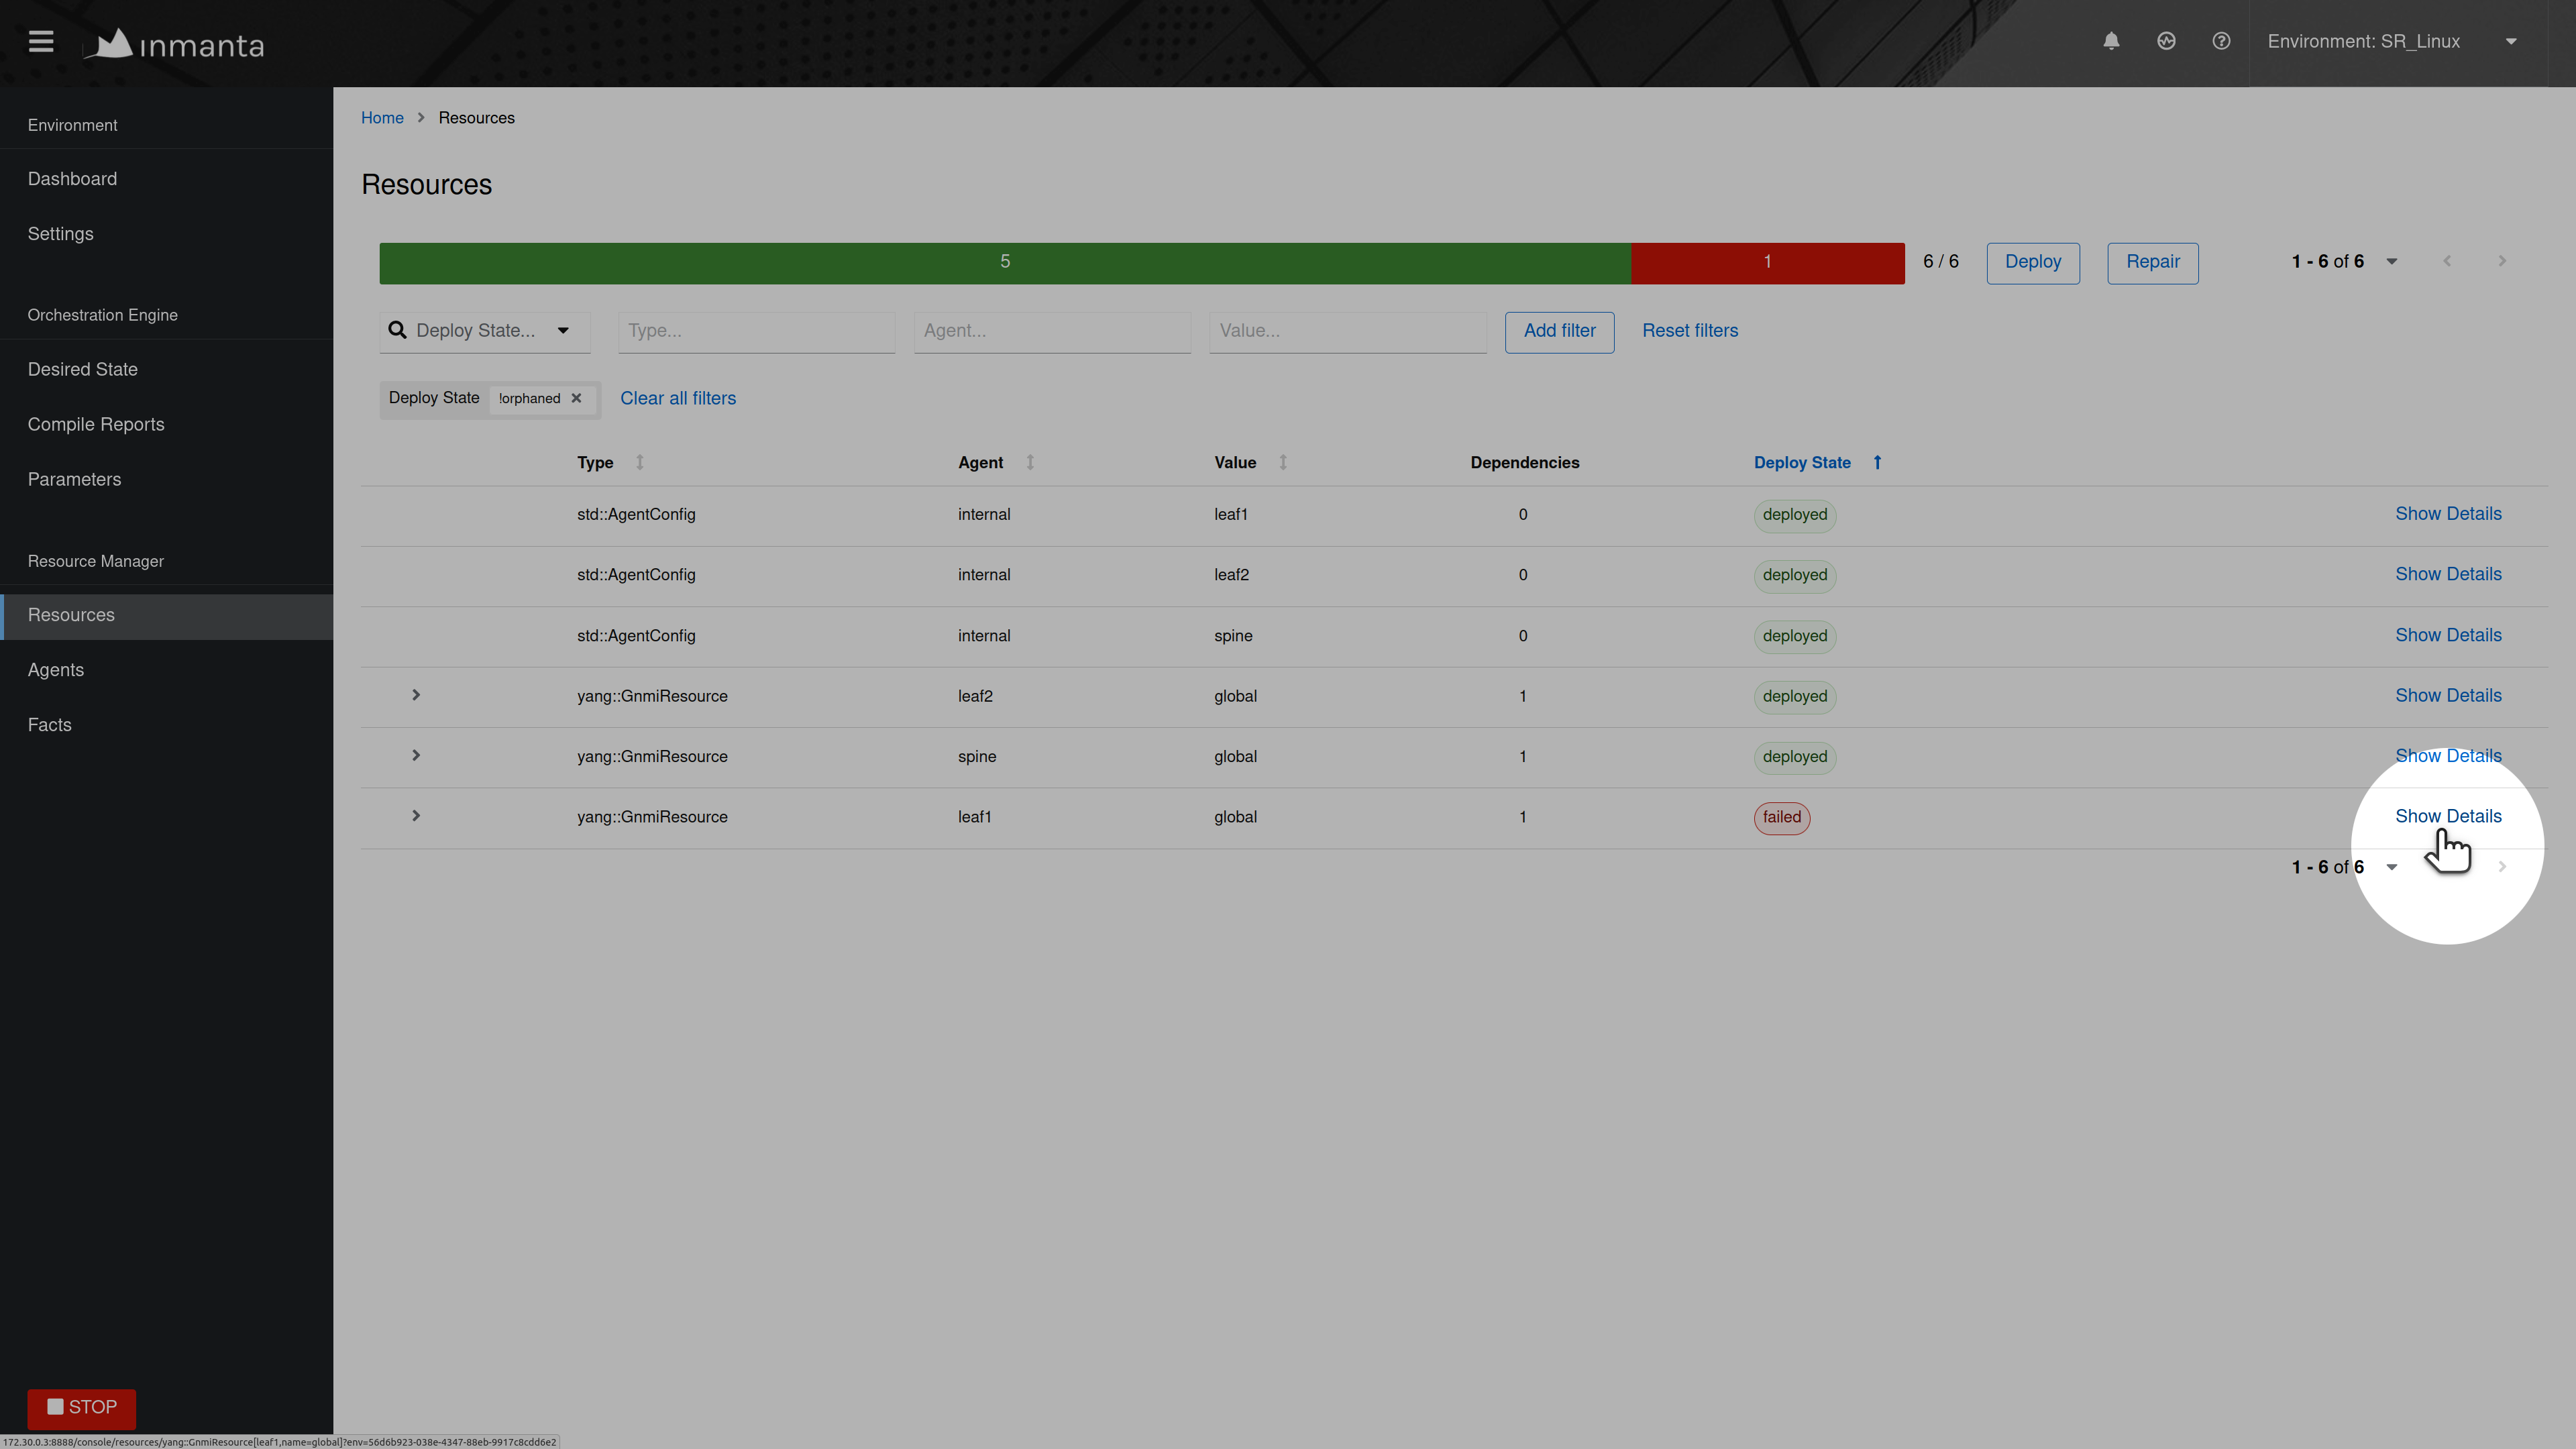 inmanta
Environment: SR_Linux
Environment
Dashboard
Settings
Orchestration Engine
Desired State
Compile Reports
Parameters
Resource Manager
Resources
Agents
Facts
STOP
Home > Resources
Resources
5 1 6 / 6 Deploy Repair 1 - 6 of 6
Deploy State... Type... Agent... Value... Add filter Reset filters
Deploy State !orphaned Clear all filters
Type Agent Value Dependencies Deploy State
std::AgentConfig internal leaf1 0 deployed Show Details
std::AgentConfig internal leaf2 0 deployed Show Details
std::AgentConfig internal spine 0 deployed Show Details
yang::GnmiResource leaf2 global 1 deployed Show Details
yang::GnmiResource spine global 1 deployed Show Details
yang::GnmiResource leaf1 global 1 failed Show Details
1 - 6 of 6
172.30.0.3:8888/console/resources/yang::GnmiResource[leaf1,name=global]?env=56d6b923-038e-4347-88eb-9917c8cdd6e2